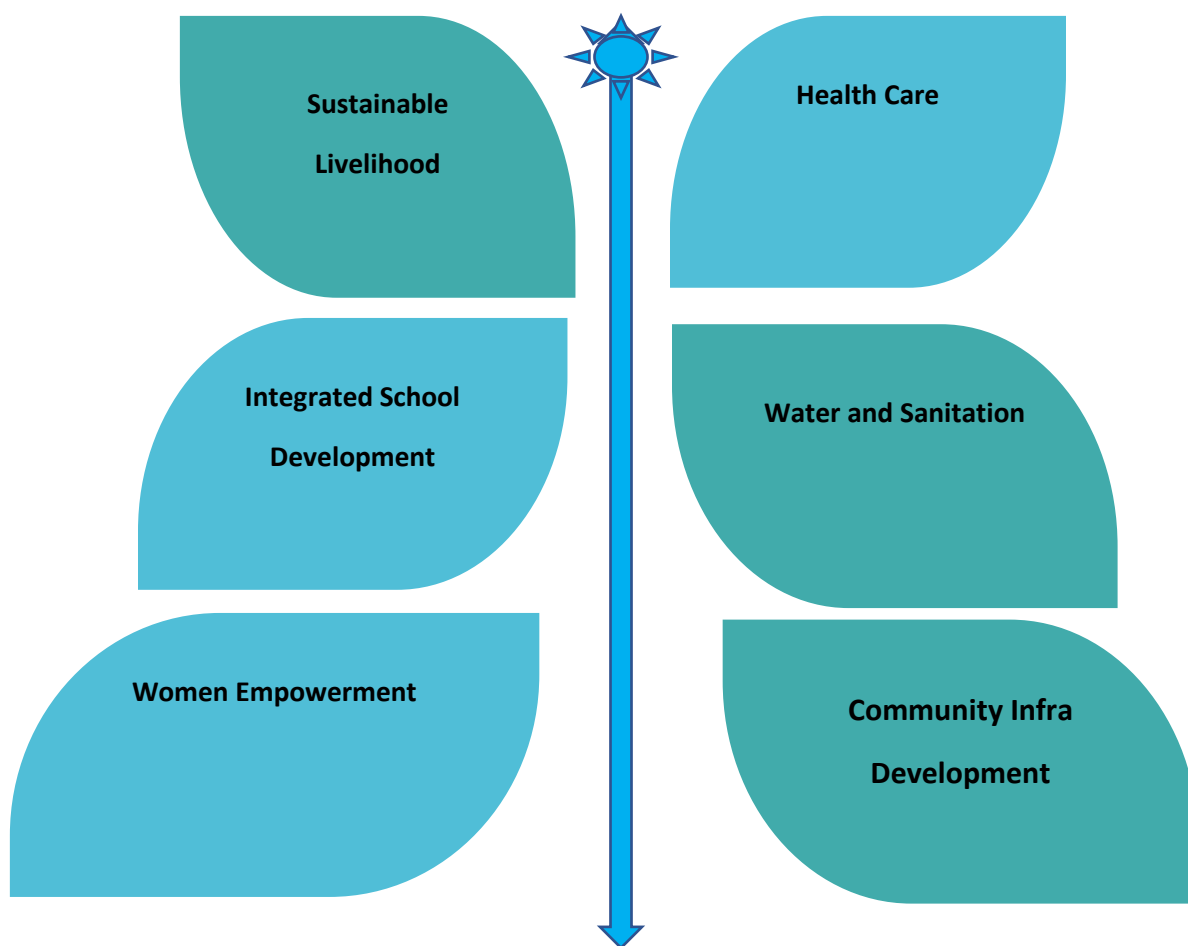 Sustainable
Livelihood
Health Care
Integrated School
Development
Water and Sanitation
Women Empowerment
Community Infra
Development